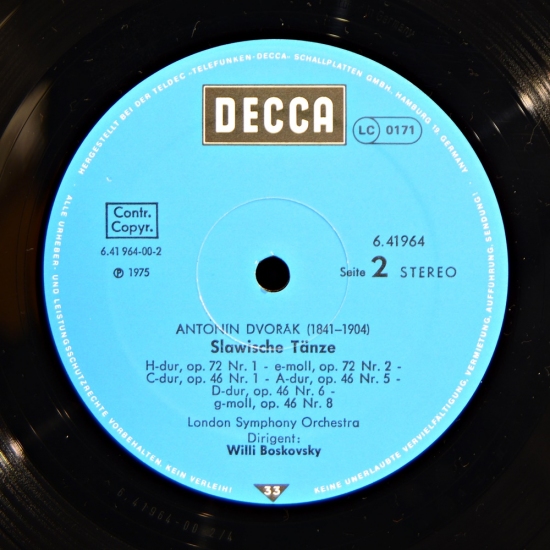 HERGESTELLT BEI DER TELDEC »TELEFUNKEN-DECCA« SCHALLPLATTEN GMBH, HAMBURG 19, GERMANY ·
DECCA
LC 0171
Contr.
Copyr.
6.41 964-00-2
℗ 1975
6.41964
Seite 2 STEREO
ANTONIN DVOŘÁK (1841–1904)
Slawische Tänze
H-dur, op. 72 Nr. 1 - e-moll, op. 72 Nr. 2 -
C-dur, op. 46 Nr. 1 - A-dur, op. 46 Nr. 5 -
D-dur, op. 46 Nr. 6 -
g-moll, op. 46 Nr. 8
London Symphony Orchestra
Dirigent:
Willi Boskovsky
33
ALLE URHEBER- UND LEISTUNGSSCHUTZRECHTE VORBEHALTEN. KEIN VERLEIH!
SEINE UNERLAUBTE VERVIELFÄLTIGUNG, VERMIETUNG, AUFFÜHRUNG, SENDUNG!